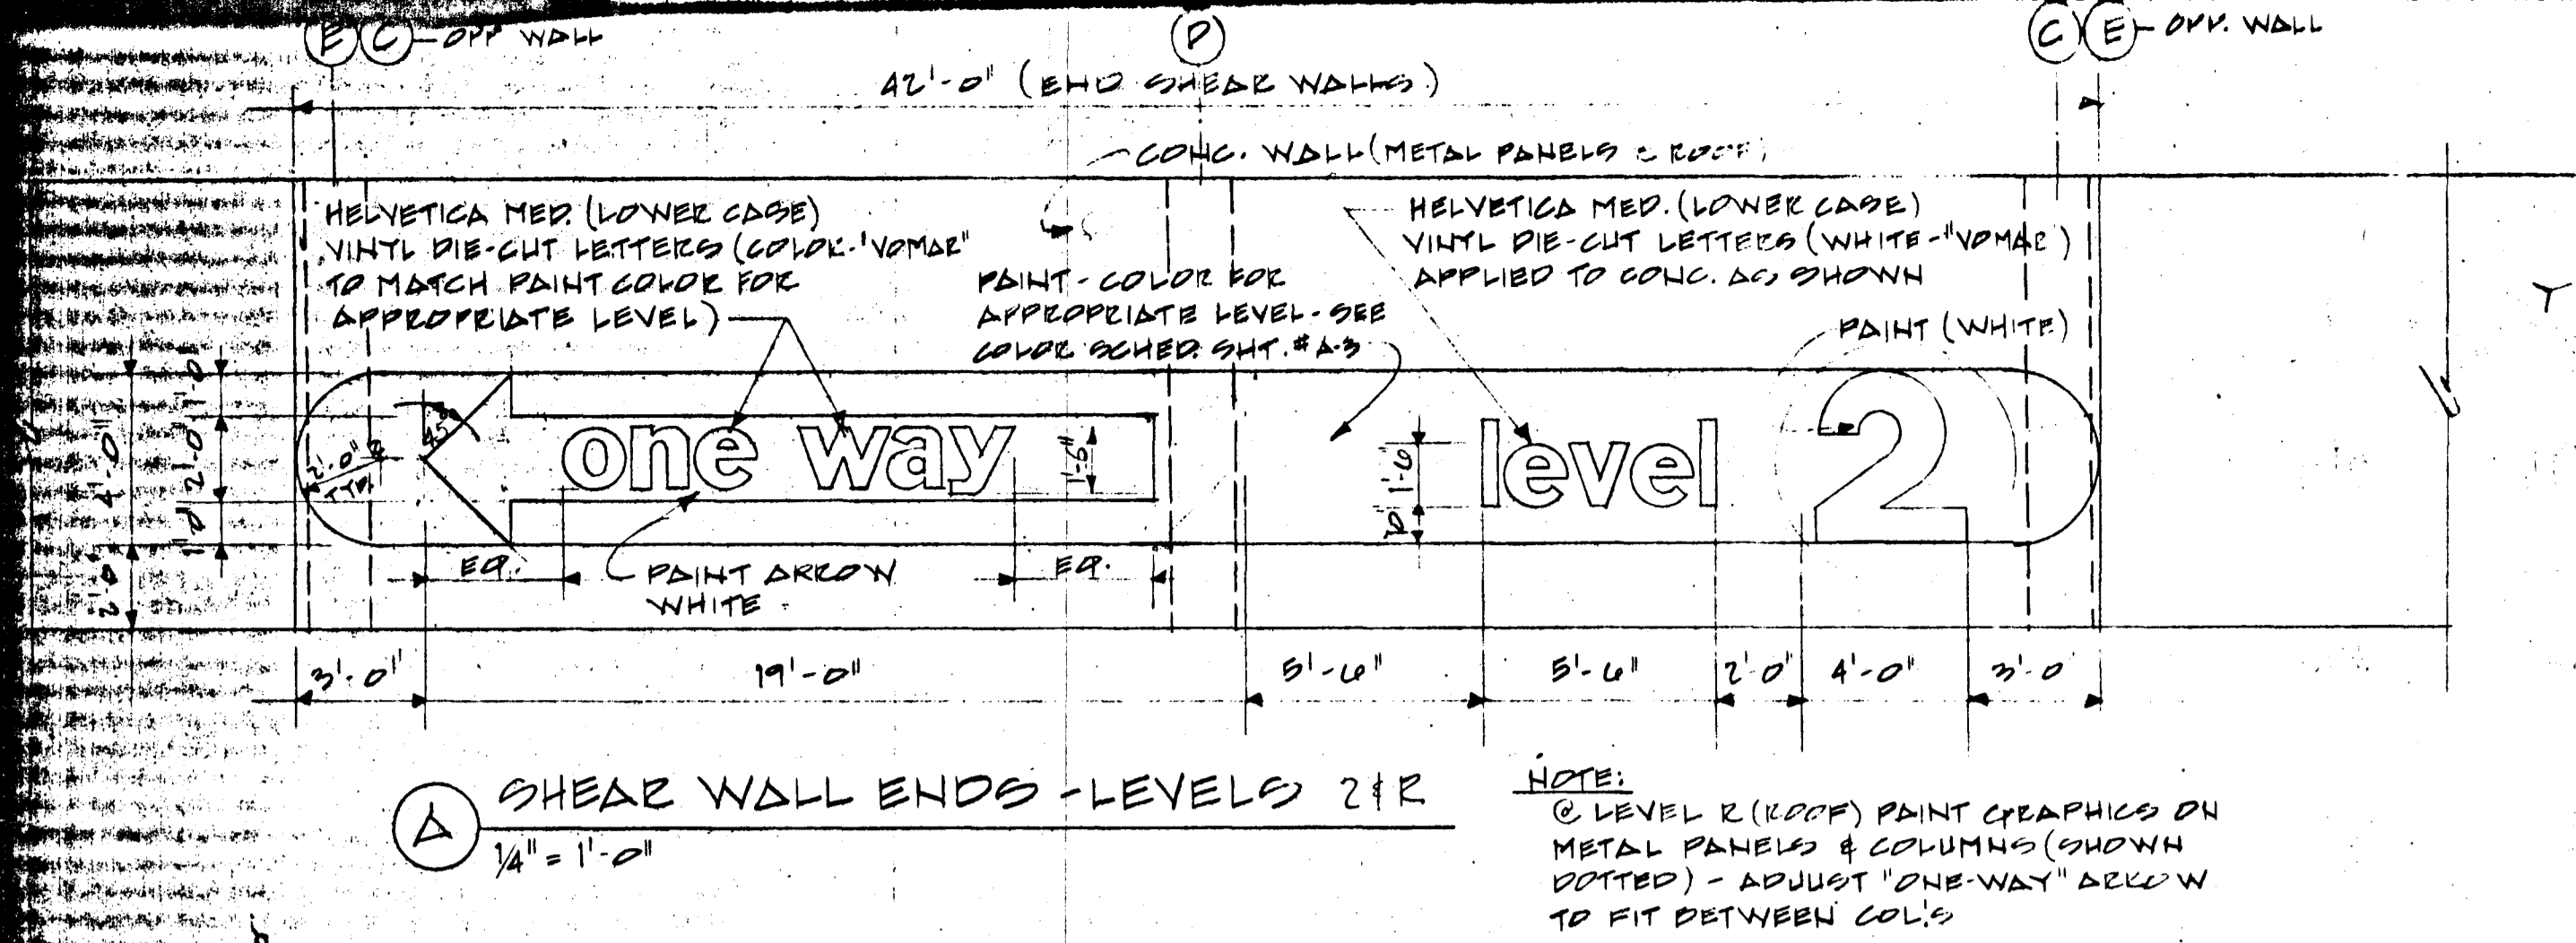 E C - OPP WALL
D
C E - OPP. WALL
42'-0" (END SHEAR WALLS)
CONC. WALL (METAL PANELS @ ROOF)
HELVETICA MED. (LOWER CASE)
VINYL DIE-CUT LETTERS (COLOR-"VOMAR"
TO MATCH PAINT COLOR FOR
APPROPRIATE LEVEL)
PAINT - COLOR FOR
APPROPRIATE LEVEL - SEE
COLOR SCHED. SHT. # A-3
HELVETICA MED. (LOWER CASE)
VINYL DIE-CUT LETTERS (WHITE-"VOMAR")
APPLIED TO CONC. AS SHOWN
PAINT (WHITE)
4'-0"
2'-0"
1'-0"
2'-0"
1'-0"
2'-0" R
TYP.
45°
one way
1'-6"
1'-6"
level 2
EQ.
PAINT ARROW
WHITE
EQ.
3'-0" 19'-0" 5'-6" 5'-6" 2'-0" 4'-0" 3'-0
A SHEAR WALL ENDS - LEVELS 2 & R
1/4" = 1'-0"
NOTE:
@ LEVEL R (ROOF) PAINT GRAPHICS ON
METAL PANELS & COLUMNS (SHOWN
DOTTED) - ADJUST "ONE-WAY" ARROW
TO FIT BETWEEN COL'S